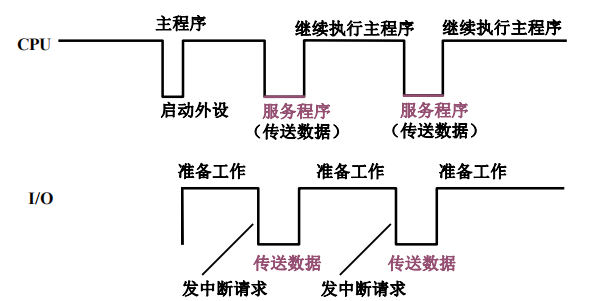 主程序
继续执行主程序
继续执行主程序
CPU
启动外设
服务程序
(传送数据)
服务程序
(传送数据)
准备工作
准备工作
准备工作
I/O
传送数据
传送数据
发中断请求
发中断请求